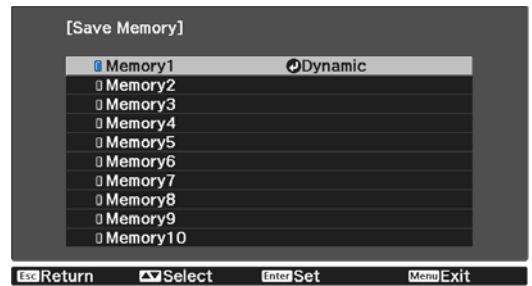 [Save Memory]
Memory1 Dynamic
Memory2
Memory3
Memory4
Memory5
Memory6
Memory7
Memory8
Memory9
Memory10
Esc Return Select Enter Set Menu Exit